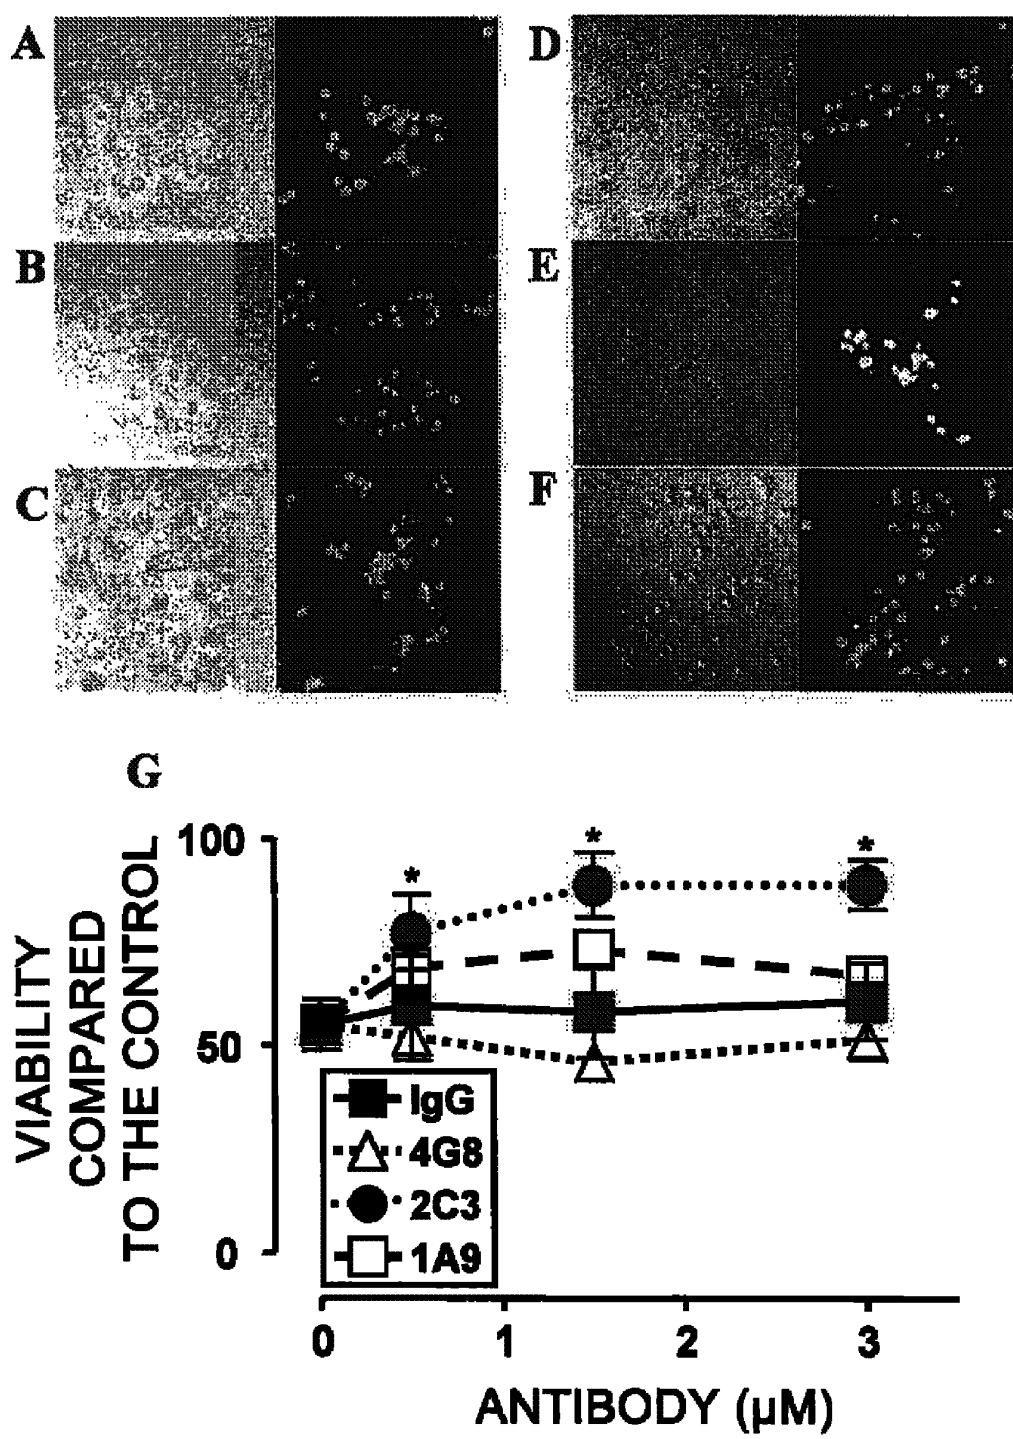 A
D
B
E
C
F
G
VIABILITY
COMPARED
TO THE CONTROL
100
50
0
*
*
*
IgG
4G8
2C3
1A9
0
1
2
3
ANTIBODY (µM)